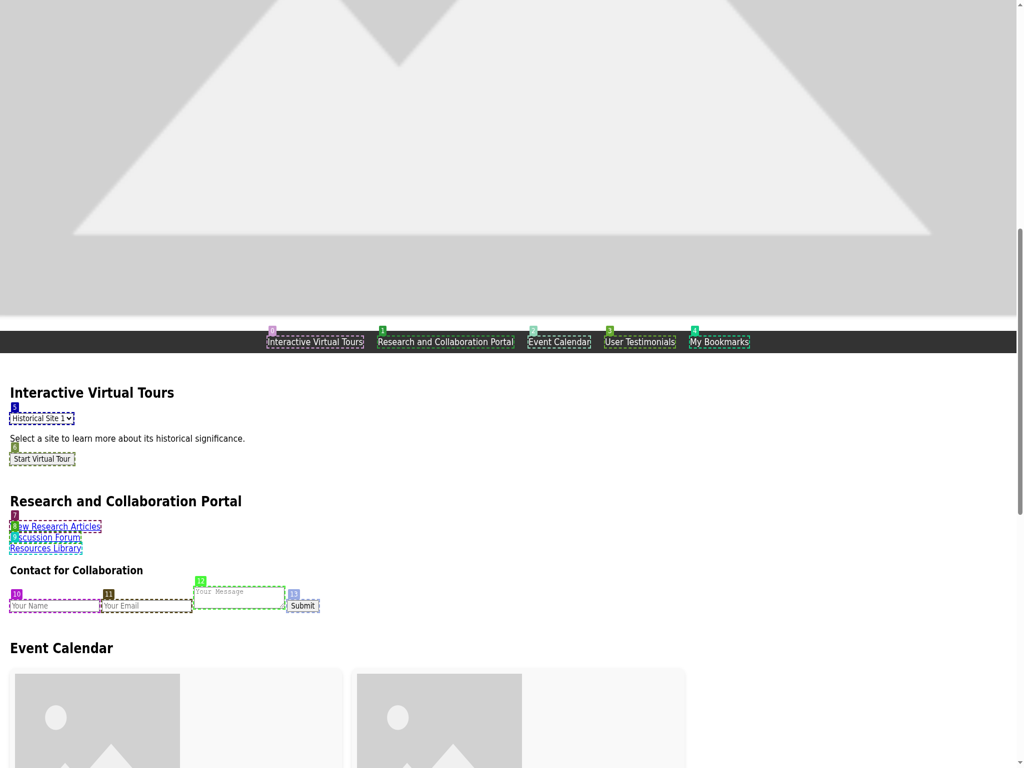 0 1 2 3 4
Interactive Virtual Tours Research and Collaboration Portal Event Calendar User Testimonials My Bookmarks
Interactive Virtual Tours
5
Historical Site 1
Select a site to learn more about its historical significance.
6
Start Virtual Tour
Research and Collaboration Portal
7
View Research Articles
8
Discussion Forum
9
Resources Library
Contact for Collaboration
12
Your Message
10 11 13
Your Name Your Email Submit
Event Calendar